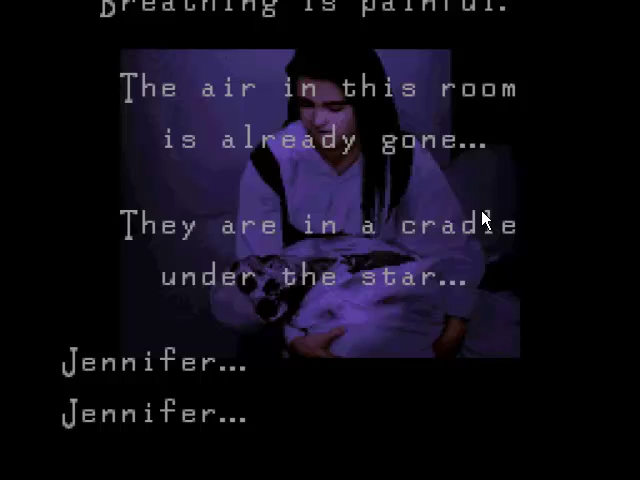 Breathing is painful.
The air in this room
is already gone...
They are in a cradle
under the star...
Jennifer...
Jennifer...